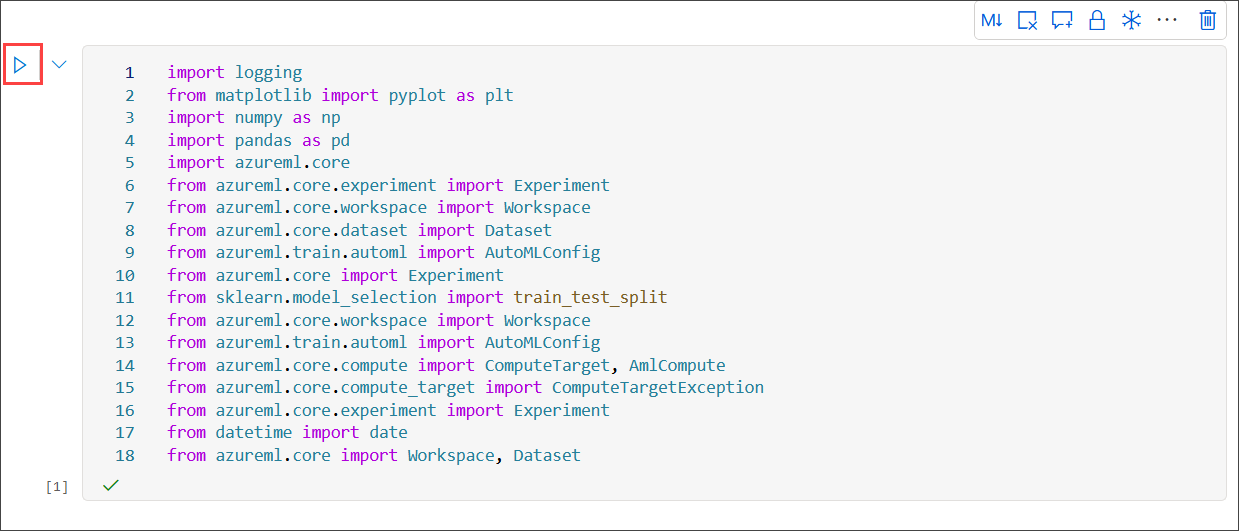 M↓
1 import logging
2 from matplotlib import pyplot as plt
3 import numpy as np
4 import pandas as pd
5 import azureml.core
6 from azureml.core.experiment import Experiment
7 from azureml.core.workspace import Workspace
8 from azureml.core.dataset import Dataset
9 from azureml.train.automl import AutoMLConfig
10 from azureml.core import Experiment
11 from sklearn.model_selection import train_test_split
12 from azureml.core.workspace import Workspace
13 from azureml.train.automl import AutoMLConfig
14 from azureml.core.compute import ComputeTarget, AmlCompute
15 from azureml.core.compute_target import ComputeTargetException
16 from azureml.core.experiment import Experiment
17 from datetime import date
18 from azureml.core import Workspace, Dataset
[1]